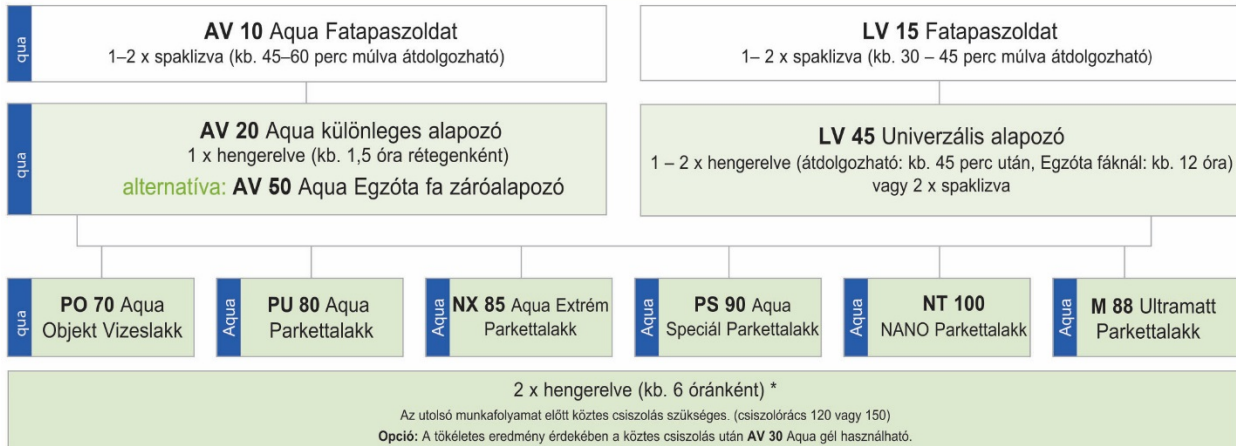 qua
AV 10 Aqua Fatapaszoldat
1–2 x spaklizva (kb. 45–60 perc múlva átdolgozható)
LV 15 Fatapaszoldat
1– 2 x spaklizva (kb. 30 – 45 perc múlva átdolgozható)
qua
AV 20 Aqua különleges alapozó
1 x hengerelve (kb. 1,5 óra rétegenként)
alternatíva: AV 50 Aqua Egzóta fa záróalapozó
LV 45 Univerzális alapozó
1 – 2 x hengerelve (átdolgozható: kb. 45 perc után, Egzóta fáknál: kb. 12 óra)
vagy 2 x spaklizva
qua
PO 70 Aqua
Objekt Vizeslakk
Aqua
PU 80 Aqua
Parkettalakk
Aqua
NX 85 Aqua Extrém
Parkettalakk
Aqua
PS 90 Aqua
Speciál Parkettalakk
Aqua
NT 100
NANO Parkettalakk
Aqua
M 88 Ultramatt
Parkettalakk
2 x hengerelve (kb. 6 óránként) *
Az utolsó munkafolyamat előtt köztes csiszolás szükséges. (csiszolórács 120 vagy 150)
Opció: A tökéletes eredmény érdekében a köztes csiszolás után AV 30 Aqua gél használható.